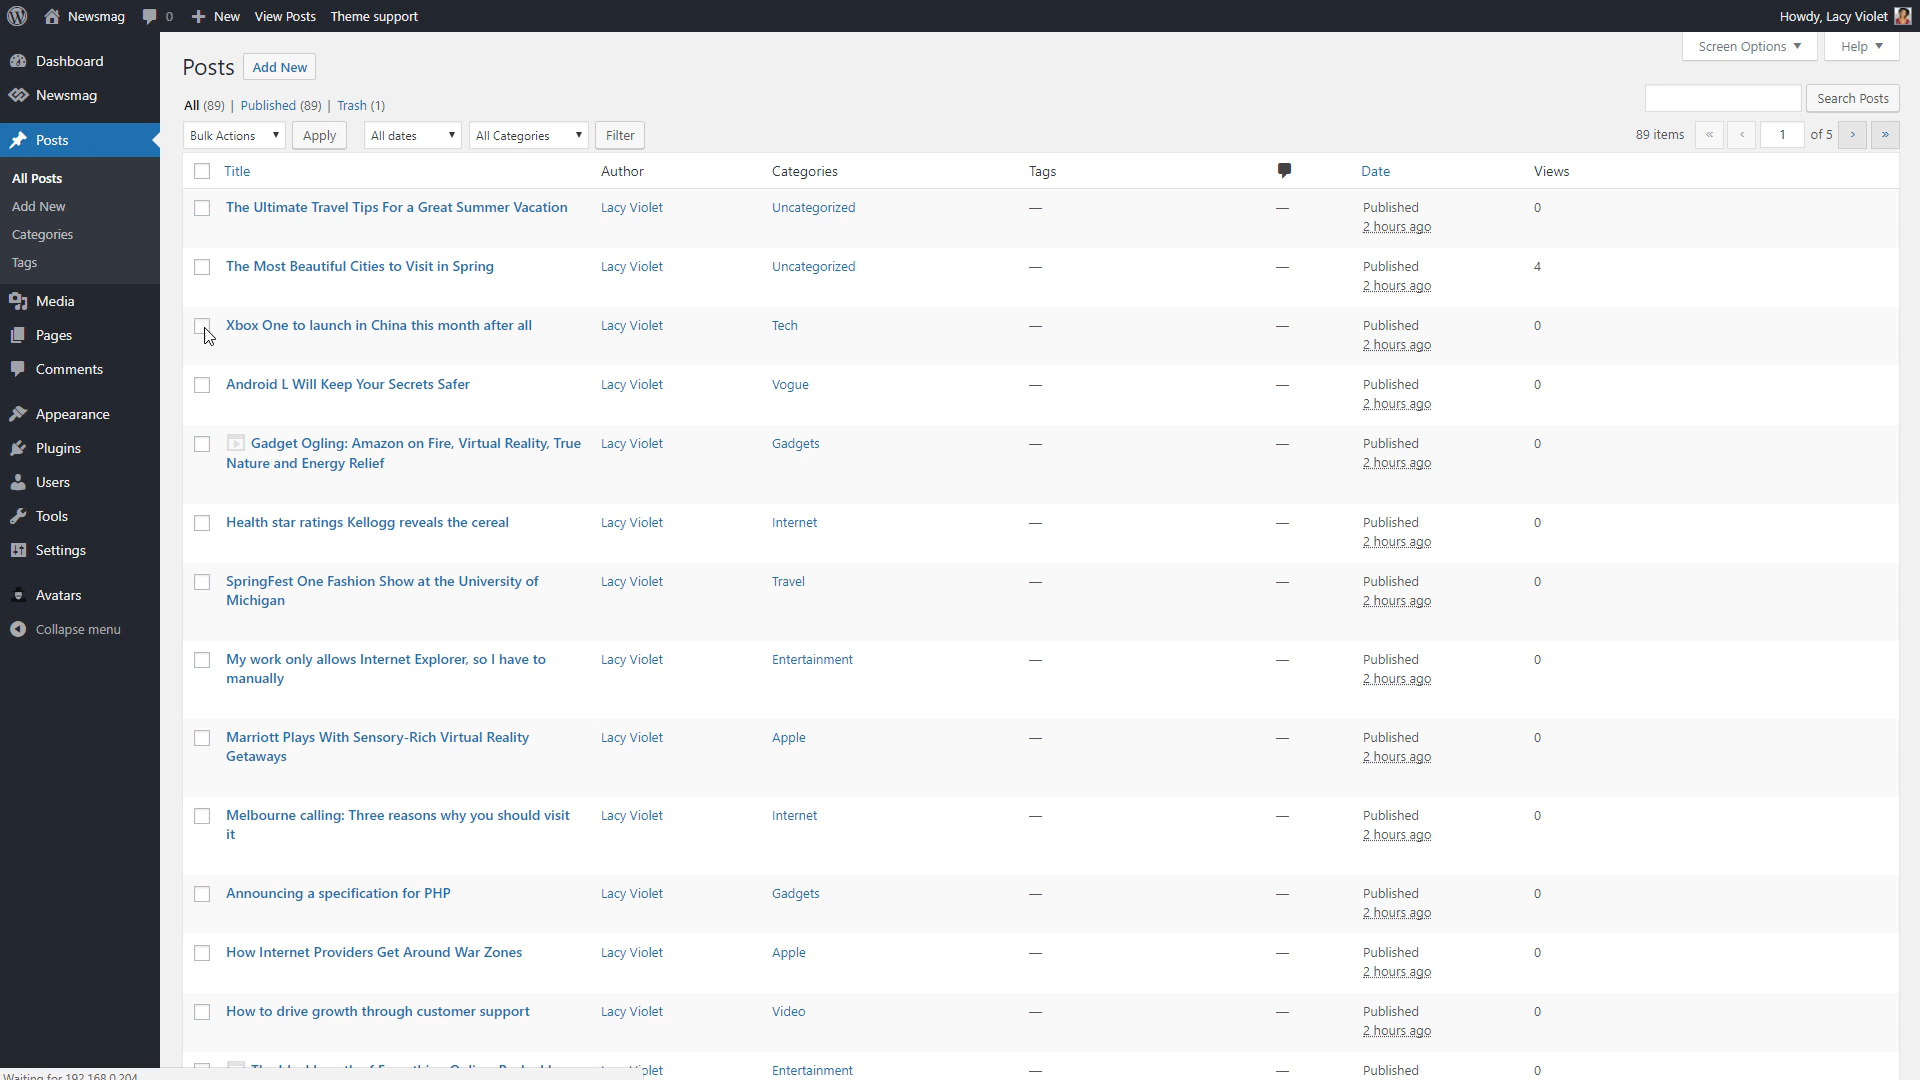 Newsmag 0 New View Posts Theme support Howdy, Lacy Violet
Screen Options Help
Dashboard
Newsmag
Posts
All Posts
Add New
Categories
Tags
Media
Pages
Comments
Appearance
Plugins
Users
Tools
Settings
Avatars
Collapse menu
Posts Add New
All (89) | Published (89) | Trash (1)
Search Posts
Bulk Actions Apply All dates All Categories Filter 89 items « ‹ 1 of 5 › »
Title Author Categories Tags Date Views
The Ultimate Travel Tips For a Great Summer Vacation Lacy Violet Uncategorized — — Published 0
2 hours ago
The Most Beautiful Cities to Visit in Spring Lacy Violet Uncategorized — — Published 4
2 hours ago
Xbox One to launch in China this month after all Lacy Violet Tech — — Published 0
2 hours ago
Android L Will Keep Your Secrets Safer Lacy Violet Vogue — — Published 0
2 hours ago
Gadget Ogling: Amazon on Fire, Virtual Reality, True Lacy Violet Gadgets — — Published 0
Nature and Energy Relief 2 hours ago
Health star ratings Kellogg reveals the cereal Lacy Violet Internet — — Published 0
2 hours ago
SpringFest One Fashion Show at the University of Lacy Violet Travel — — Published 0
Michigan 2 hours ago
My work only allows Internet Explorer, so I have to Lacy Violet Entertainment — — Published 0
manually 2 hours ago
Marriott Plays With Sensory-Rich Virtual Reality Lacy Violet Apple — — Published 0
Getaways 2 hours ago
Melbourne calling: Three reasons why you should visit Lacy Violet Internet — — Published 0
it 2 hours ago
Announcing a specification for PHP Lacy Violet Gadgets — — Published 0
2 hours ago
How Internet Providers Get Around War Zones Lacy Violet Apple — — Published 0
2 hours ago
How to drive growth through customer support Lacy Violet Video — — Published 0
2 hours ago
Entertainment — — Published 0
Waiting for 192.168.0.204